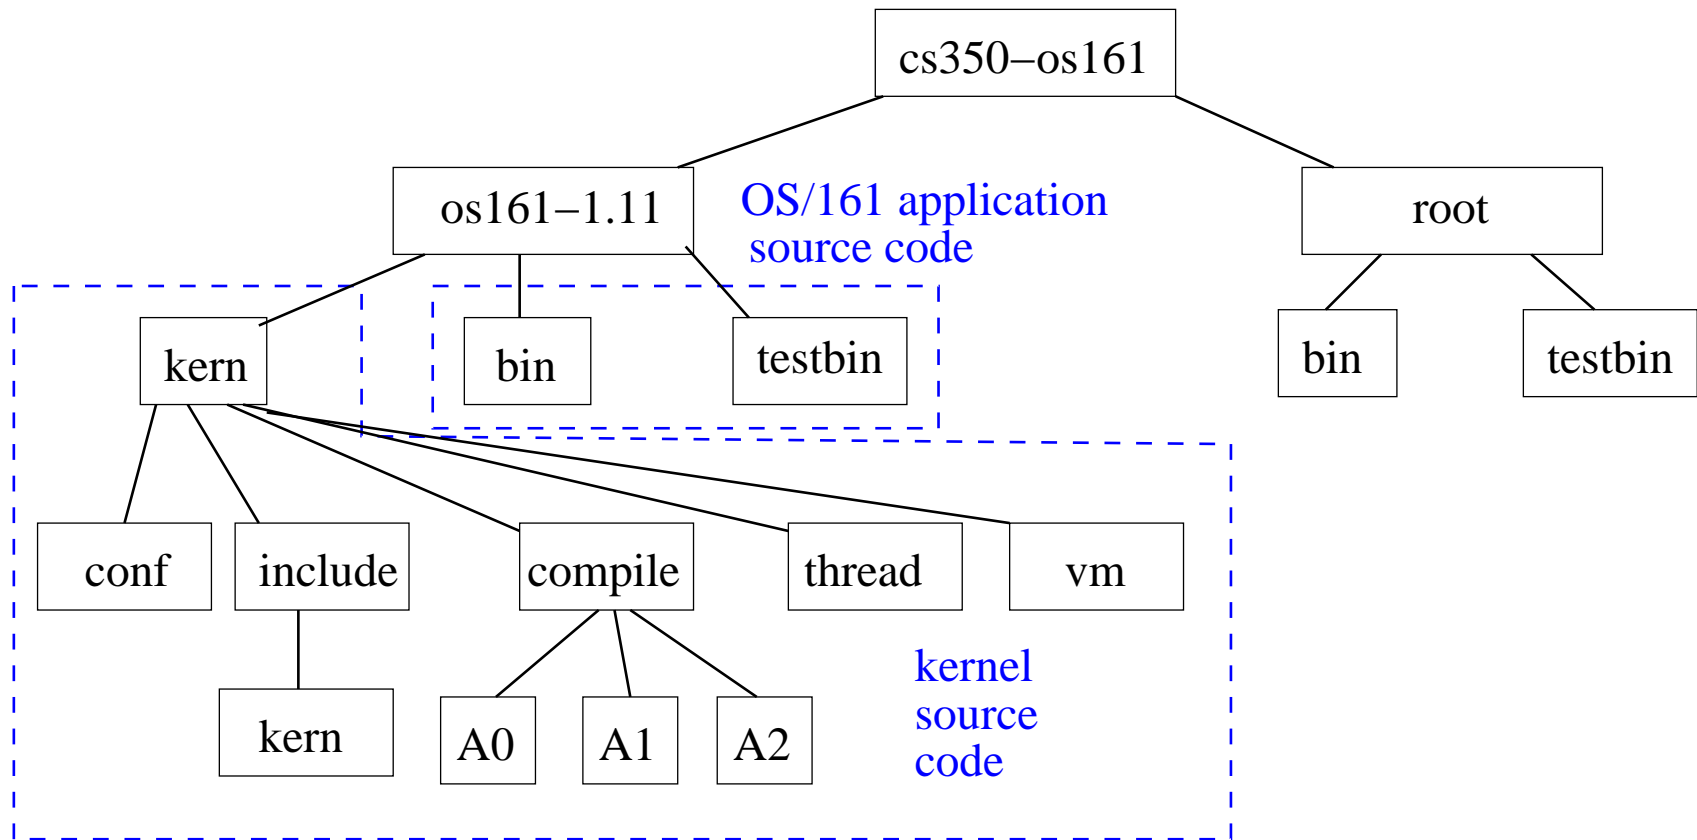 cs350−os161
os161−1.11
OS/161 application
source code
root
kern
bin
testbin
bin
testbin
conf
include
compile
thread
vm
kernel
source
code
kern
A0
A1
A2